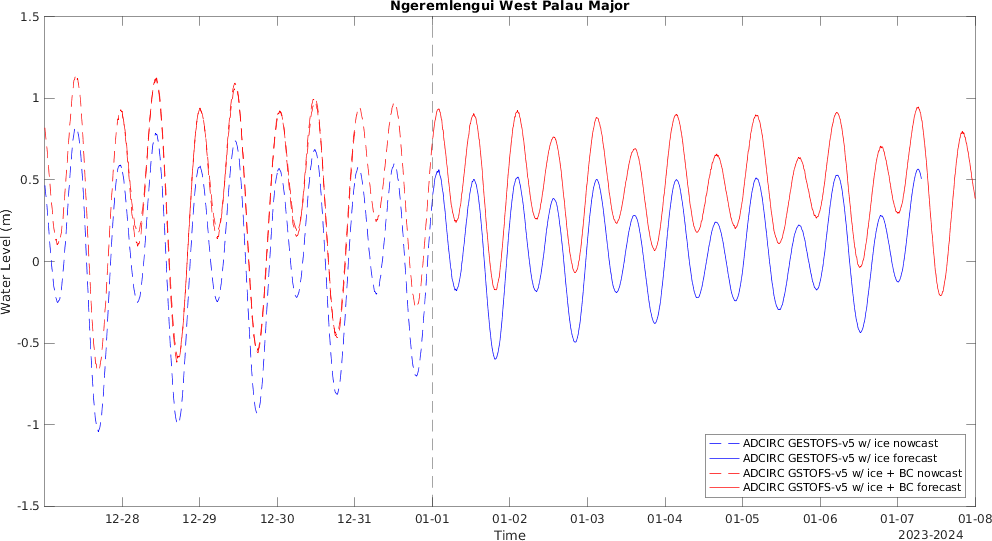 Ngeremlengui West Palau Major
1.5
1
0.5
0
-0.5
-1
-1.5
Water Level (m)
ADCIRC GESTOFS-v5 w/ ice nowcast
ADCIRC GESTOFS-v5 w/ ice forecast
ADCIRC GSTOFS-v5 w/ ice + BC nowcast
ADCIRC GSTOFS-v5 w/ ice + BC forecast
12-28 12-29 12-30 12-31 01-01 01-02 01-03 01-04 01-05 01-06 01-07 01-08
Time
2023-2024